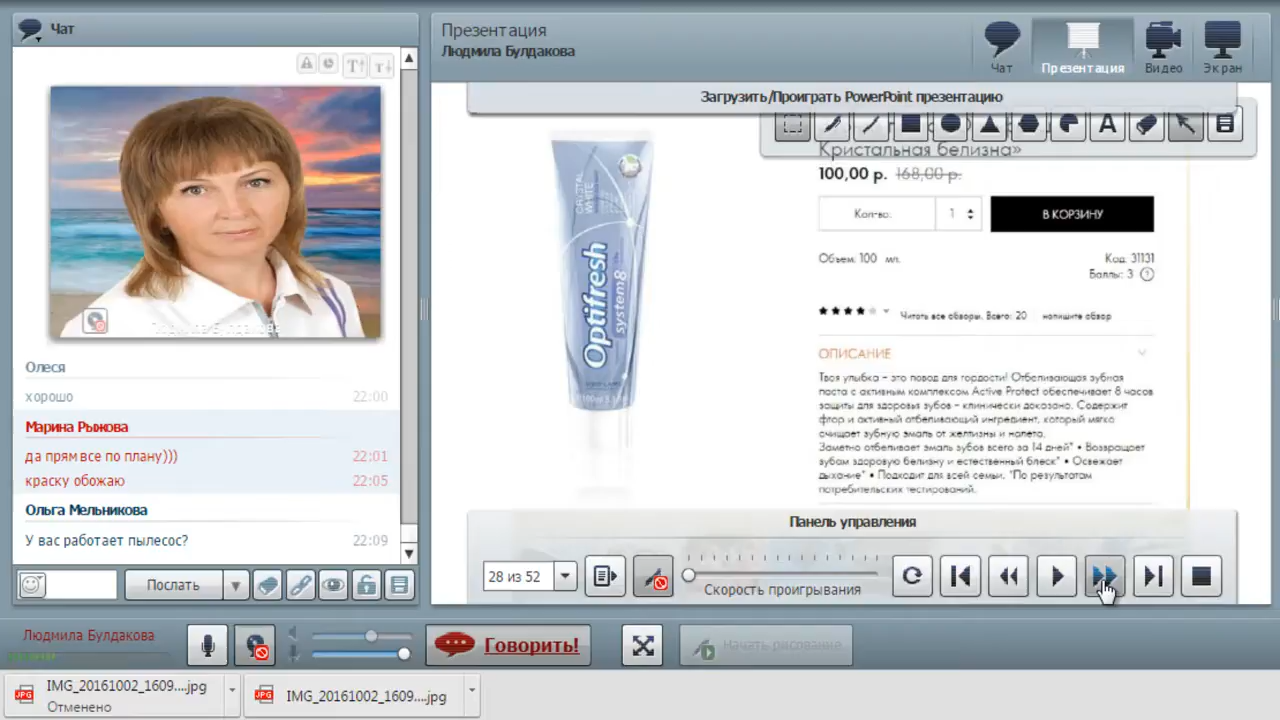 Чат
Олеся
хорошо 22:00
Марина Рыжова
да прям все по плану))) 22:01
краску обожаю 22:05
Ольга Мельникова
У вас работает пылесос? 22:09
Послать
Презентация
Людмила Булдакова
Чат
Презентация
Видео
Экран
Загрузить/Проиграть PowerPoint презентацию
Кристальная белизна»
100,00 р. 168,00 р.
Кол-во: 1
В КОРЗИНУ
Объем: 100 мл.
Код: 31131
Баллы: 3
Читать все обзоры. Всего: 20 напишите обзор
ОПИСАНИЕ
Твоя улыбка – это повод для гордости! Отбеливающая зубная
паста с активным комплексом Active Protect обеспечивает 8 часов
защиты для здоровья зубов – клинически доказано. Содержит
фтор и активный отбеливающий ингредиент, который мягко
очищает зубную эмаль от желтизны и налета.
Заметно отбеливает эмаль зубов всего за 14 дней* • Возвращает
зубам здоровую белизну и естественный блеск* • Освежает
дыхание* • Подходит для всей семьи. *По результатам
потребительских тестирований.
CRYSTAL WHITE
Optifresh
system8
Панель управления
28 из 52
Скорость проигрывания
Людмила Булдакова
Говорить!
Начать рисование
IMG_20161002_1609....jpg
Отменено
IMG_20161002_1609....jpg